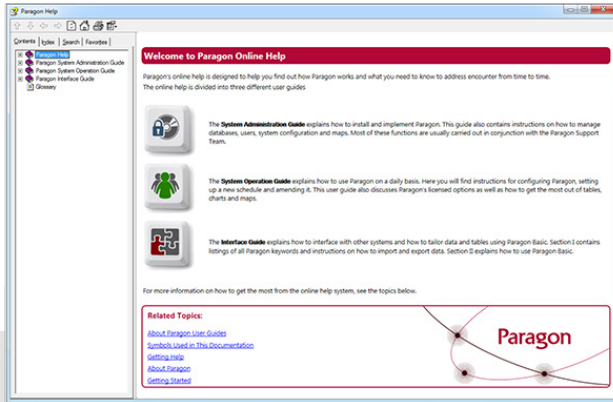 Paragon Help
Contents Index Search Favorites
Paragon Help
Paragon System Administration Guide
Paragon System Operation Guide
Paragon Interface Guide
Glossary
Welcome to Paragon Online Help
Paragon's online help is designed to help you find out how Paragon works and what you need to know to address encounter from time to time.
The online help is divided into three different user guides
The System Administration Guide explains how to install and implement Paragon. This guide also contains instructions on how to manage
databases, users, system configuration and maps. Most of these functions are usually carried out in conjunction with the Paragon Support
Team.
The System Operation Guide explains how to use Paragon on a daily basis. Here you will find instructions for configuring Paragon, setting
up a new schedule and amending it. This user guide also discusses Paragon's licensed options as well as how to get the most out of tables,
charts and maps.
The Interface Guide explains how to interface with other systems and how to tailor data and tables using Paragon Basic. Section I contains
listings of all Paragon keywords and instructions on how to import and export data. Section II explains how to use Paragon Basic.
For more information on how to get the most from the online help system, see the topics below.
Related Topics:
About Paragon User Guides
Symbols Used in This Documentation
Getting Help
About Paragon
Getting Started
Paragon